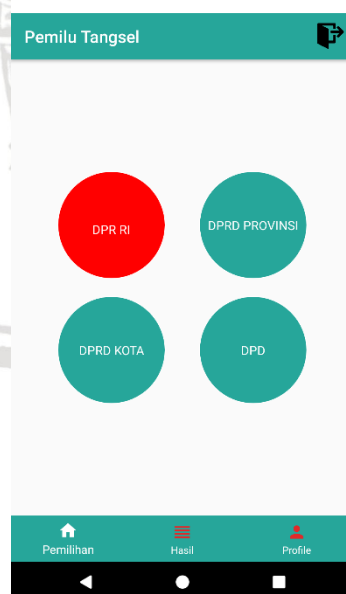 Pemilu Tangsel
DPR RI
DPRD PROVINSI
DPRD KOTA
DPD
Pemilihan
Hasil
Profile